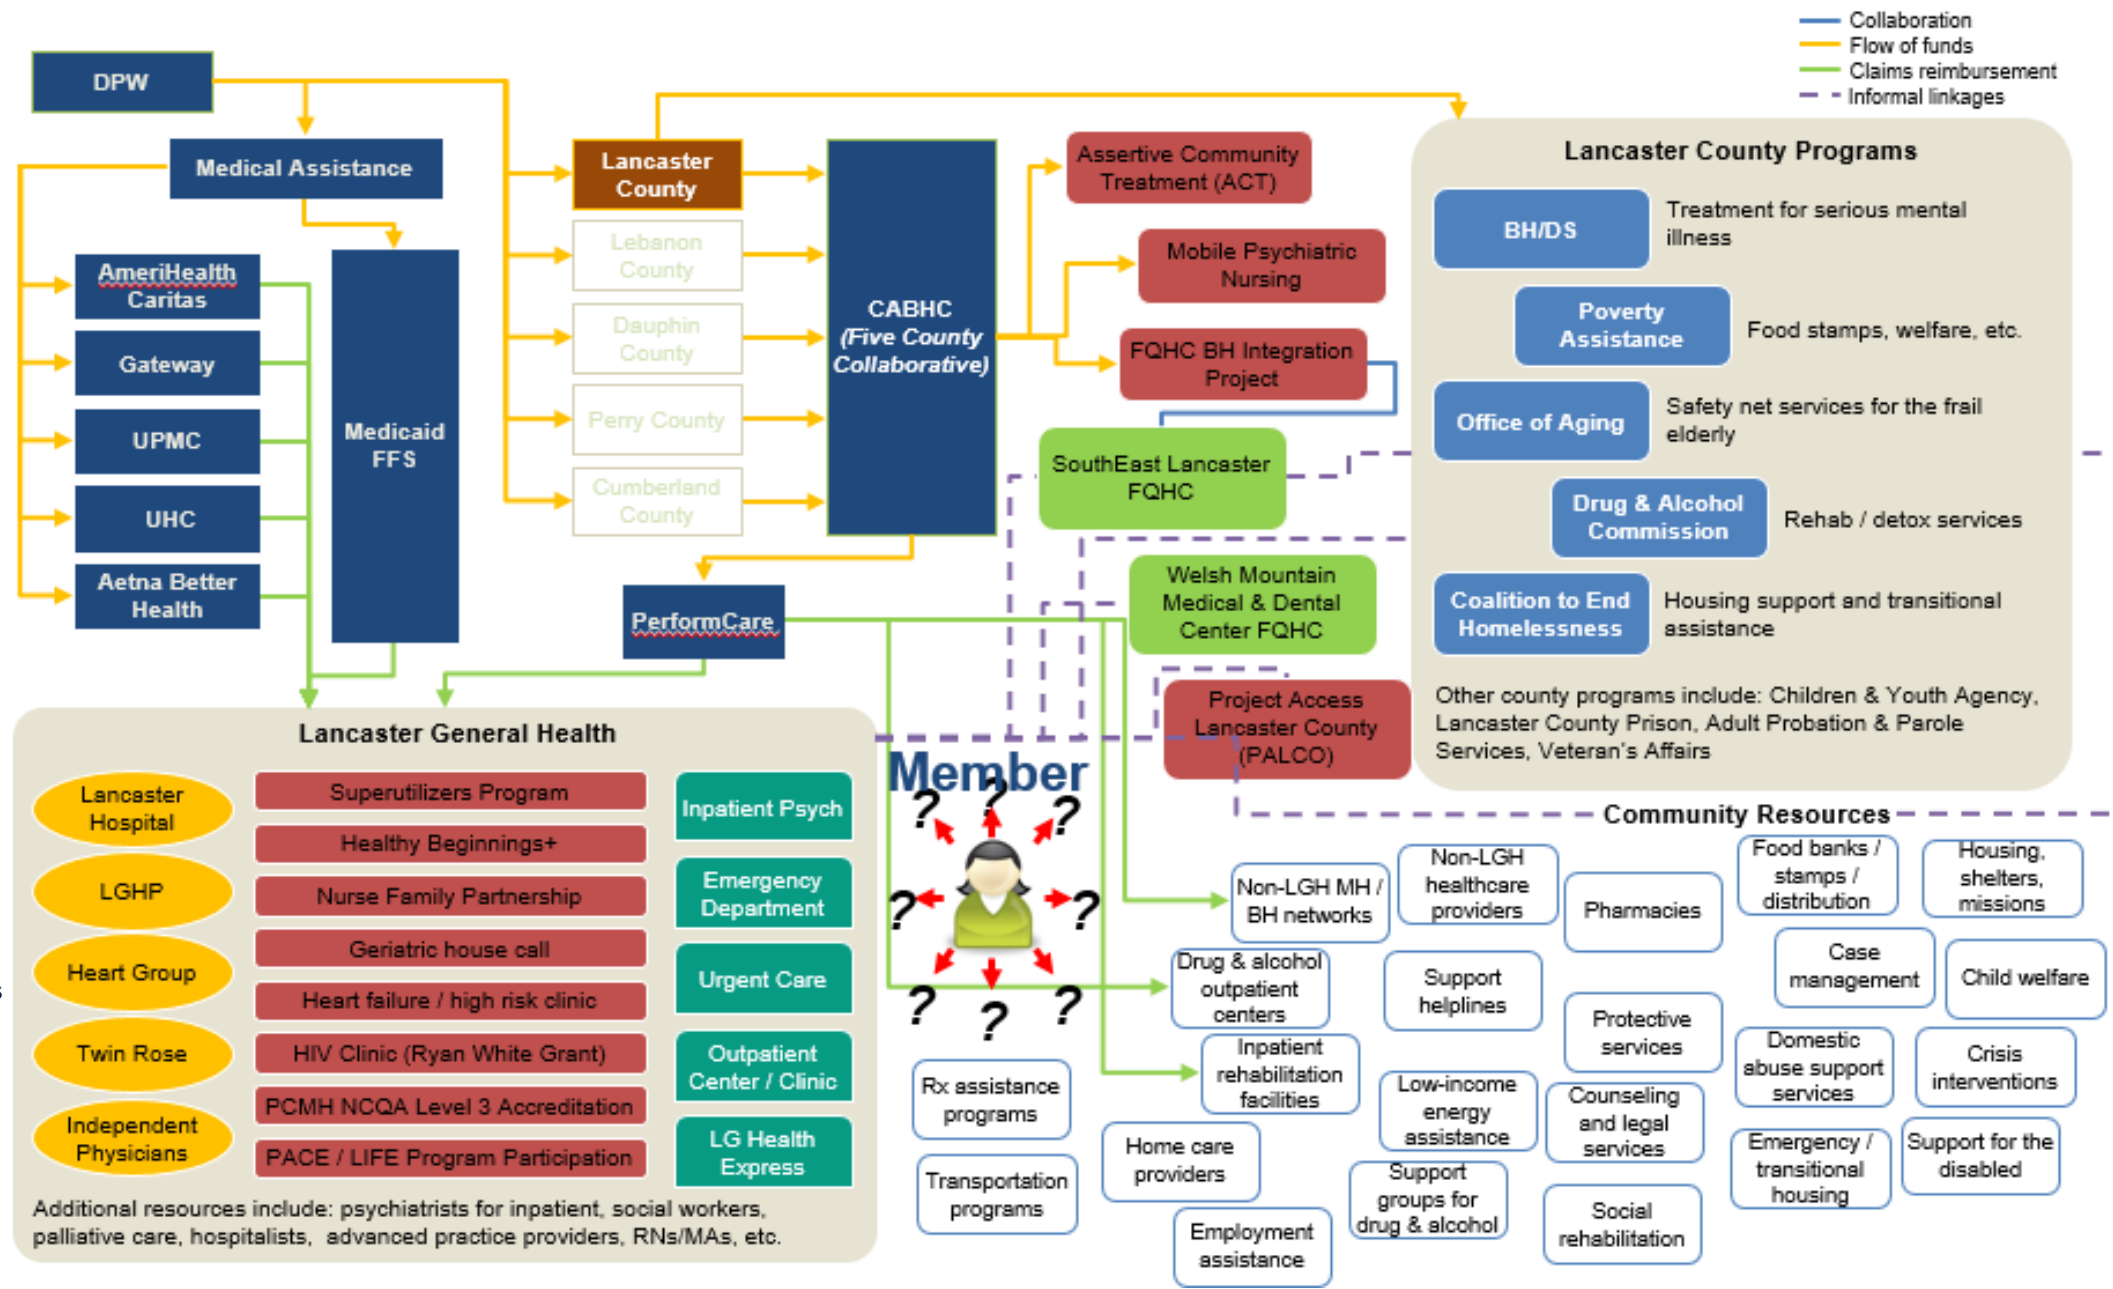 Collaboration
Flow of funds
Claims reimbursement
Informal linkages
DPW
Medical Assistance
AmeriHealth
Caritas
Gateway
UPMC
UHC
Aetna Better
Health
Medicaid
FFS
Lancaster
County
Lebanon
County
Dauphin
County
Perry County
Cumberland
County
CABHC
(Five County
Collaborative)
PerformCare
Assertive Community
Treatment (ACT)
Mobile Psychiatric
Nursing
FQHC BH Integration
Project
SouthEast Lancaster
FQHC
Welsh Mountain
Medical & Dental
Center FQHC
Project Access
Lancaster County
(PALCO)
Lancaster County Programs
BH/DS
Treatment for serious mental
illness
Poverty
Assistance
Food stamps, welfare, etc.
Office of Aging
Safety net services for the frail
elderly
Drug & Alcohol
Commission
Rehab / detox services
Coalition to End
Homelessness
Housing support and transitional
assistance
Other county programs include: Children & Youth Agency,
Lancaster County Prison, Adult Probation & Parole
Services, Veteran's Affairs
Lancaster General Health
Lancaster
Hospital
LGHP
Heart Group
Twin Rose
Independent
Physicians
Superutilizers Program
Healthy Beginnings+
Nurse Family Partnership
Geriatric house call
Heart failure / high risk clinic
HIV Clinic (Ryan White Grant)
PCMH NCQA Level 3 Accreditation
PACE / LIFE Program Participation
Inpatient Psych
Emergency
Department
Urgent Care
Outpatient
Center / Clinic
LG Health
Express
Additional resources include: psychiatrists for inpatient, social workers,
palliative care, hospitalists, advanced practice providers, RNs/MAs, etc.
Member
? ? ?
? ?
? ? ?
Community Resources
Non-LGH MH /
BH networks
Non-LGH
healthcare
providers
Pharmacies
Food banks /
stamps /
distribution
Housing,
shelters,
missions
Drug & alcohol
outpatient
centers
Support
helplines
Protective
services
Case
management
Child welfare
Inpatient
rehabilitation
facilities
Low-income
energy
assistance
Counseling
and legal
services
Domestic
abuse support
services
Crisis
interventions
Rx assistance
programs
Home care
providers
Support
groups for
drug & alcohol
Emergency /
transitional
housing
Support for the
disabled
Transportation
programs
Employment
assistance
Social
rehabilitation
s